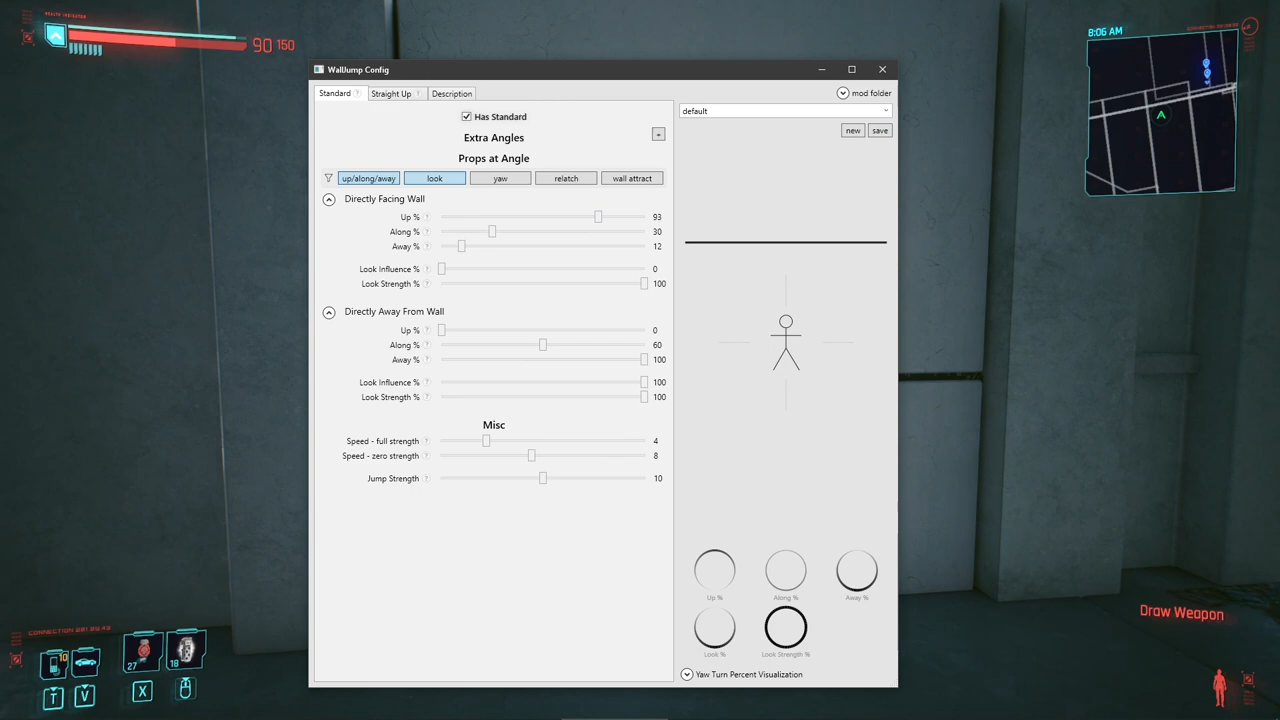 HEALTH INDICATOR
90 150
8:06 AM
WallJump Config
Standard ?
Straight Up ?
Description
mod folder
Has Standard
default
new
save
Extra Angles
+
Props at Angle
up/along/away
look
yaw
relatch
wall attract
Directly Facing Wall
Up % ? 93
Along % ? 30
Away % ? 12
Look Influence % ? 0
Look Strength % ? 100
Directly Away From Wall
Up % ? 0
Along % ? 60
Away % ? 100
Look Influence % ? 100
Look Strength % ? 100
Misc
Speed - full strength ? 4
Speed - zero strength ? 8
Jump Strength ? 10
Up %
Along %
Away %
Look %
Look Strength %
Yaw Turn Percent Visualization
Draw Weapon
10
27
18
T
V
X